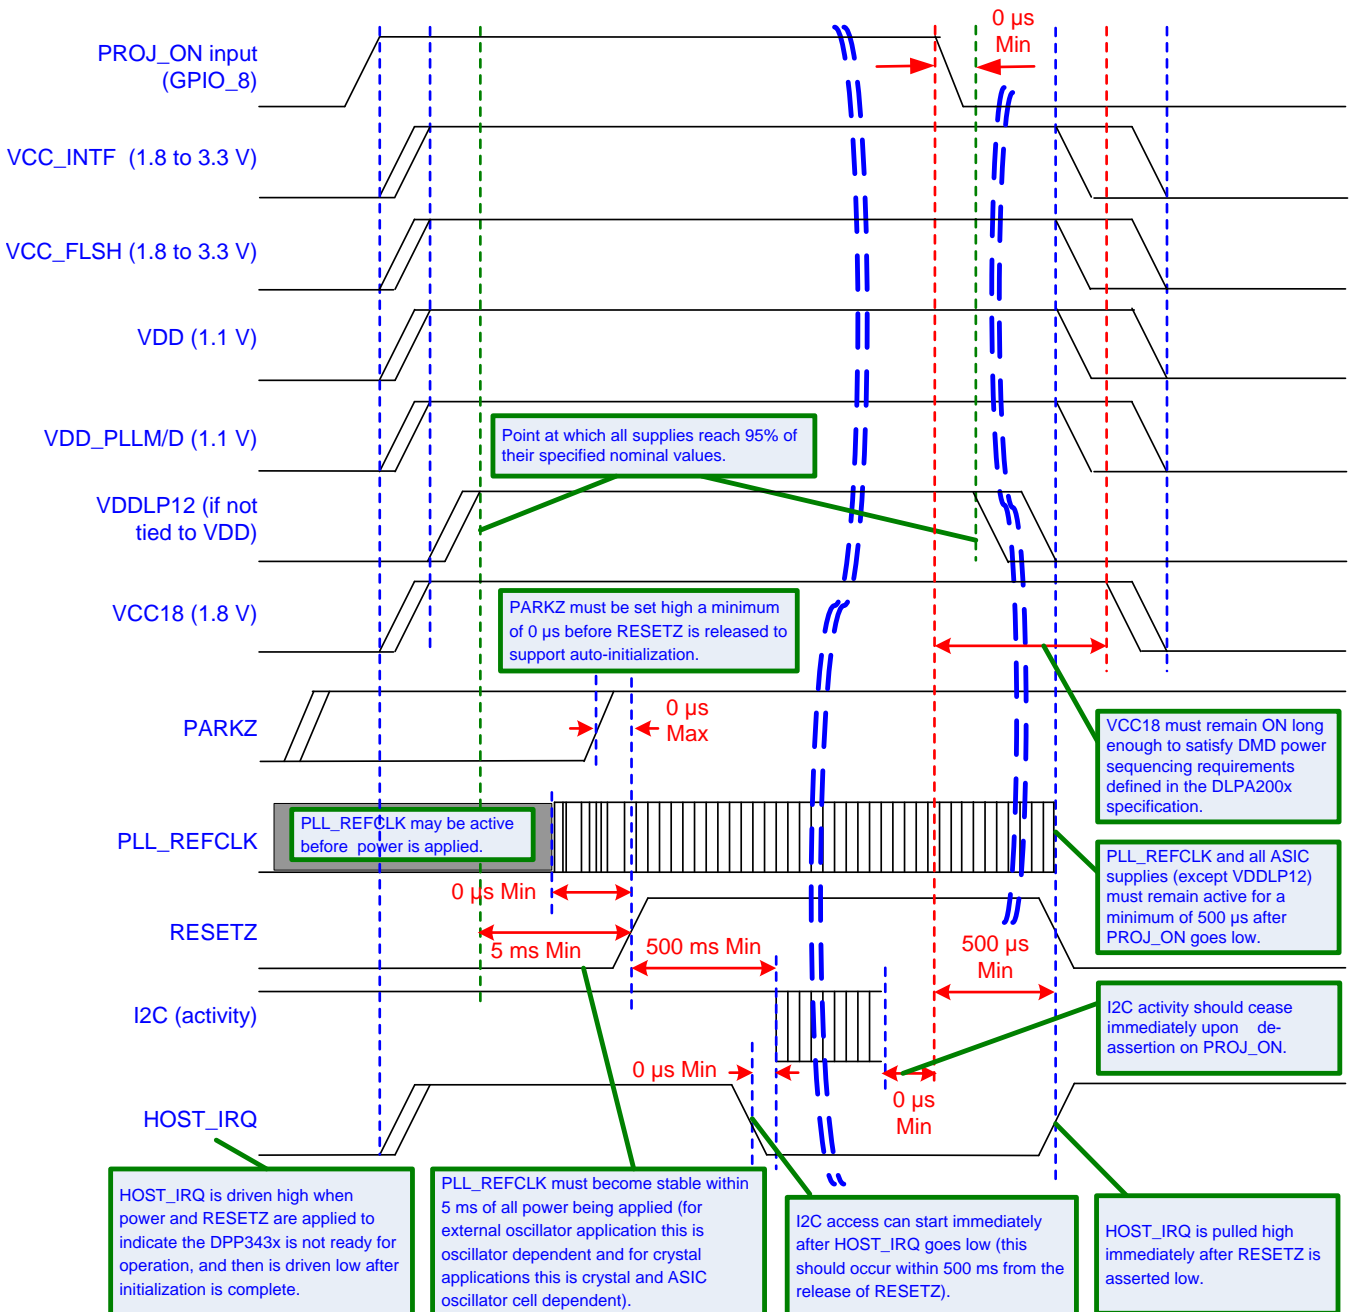 0 µs
Min
PROJ_ON input
(GPIO_8)
VCC_INTF (1.8 to 3.3 V)
VCC_FLSH (1.8 to 3.3 V)
VDD (1.1 V)
VDD_PLLM/D (1.1 V)
Point at which all supplies reach 95% of
their specified nominal values.
VDDLP12 (if not
tied to VDD)
VCC18 (1.8 V)
PARKZ must be set high a minimum
of 0 µs before RESETZ is released to
support auto-initialization.
PARKZ
0 µs
Max
VCC18 must remain ON long
enough to satisfy DMD power
sequencing requirements
defined in the DLPA200x
specification.
PLL_REFCLK
PLL_REFCLK may be active
before power is applied.
PLL_REFCLK and all ASIC
supplies (except VDDLP12)
must remain active for a
minimum of 500 µs after
PROJ_ON goes low.
0 µs Min
RESETZ
5 ms Min
500 ms Min
500 µs
Min
I2C (activity)
I2C activity should cease
immediately upon de-
assertion on PROJ_ON.
0 µs Min
0 µs
Min
HOST_IRQ
HOST_IRQ is driven high when
power and RESETZ are applied to
indicate the DPP343x is not ready for
operation, and then is driven low after
initialization is complete.
PLL_REFCLK must become stable within
5 ms of all power being applied (for
external oscillator application this is
oscillator dependent and for crystal
applications this is crystal and ASIC
oscillator cell dependent).
I2C access can start immediately
after HOST_IRQ goes low (this
should occur within 500 ms from the
release of RESETZ).
HOST_IRQ is pulled high
immediately after RESETZ is
asserted low.